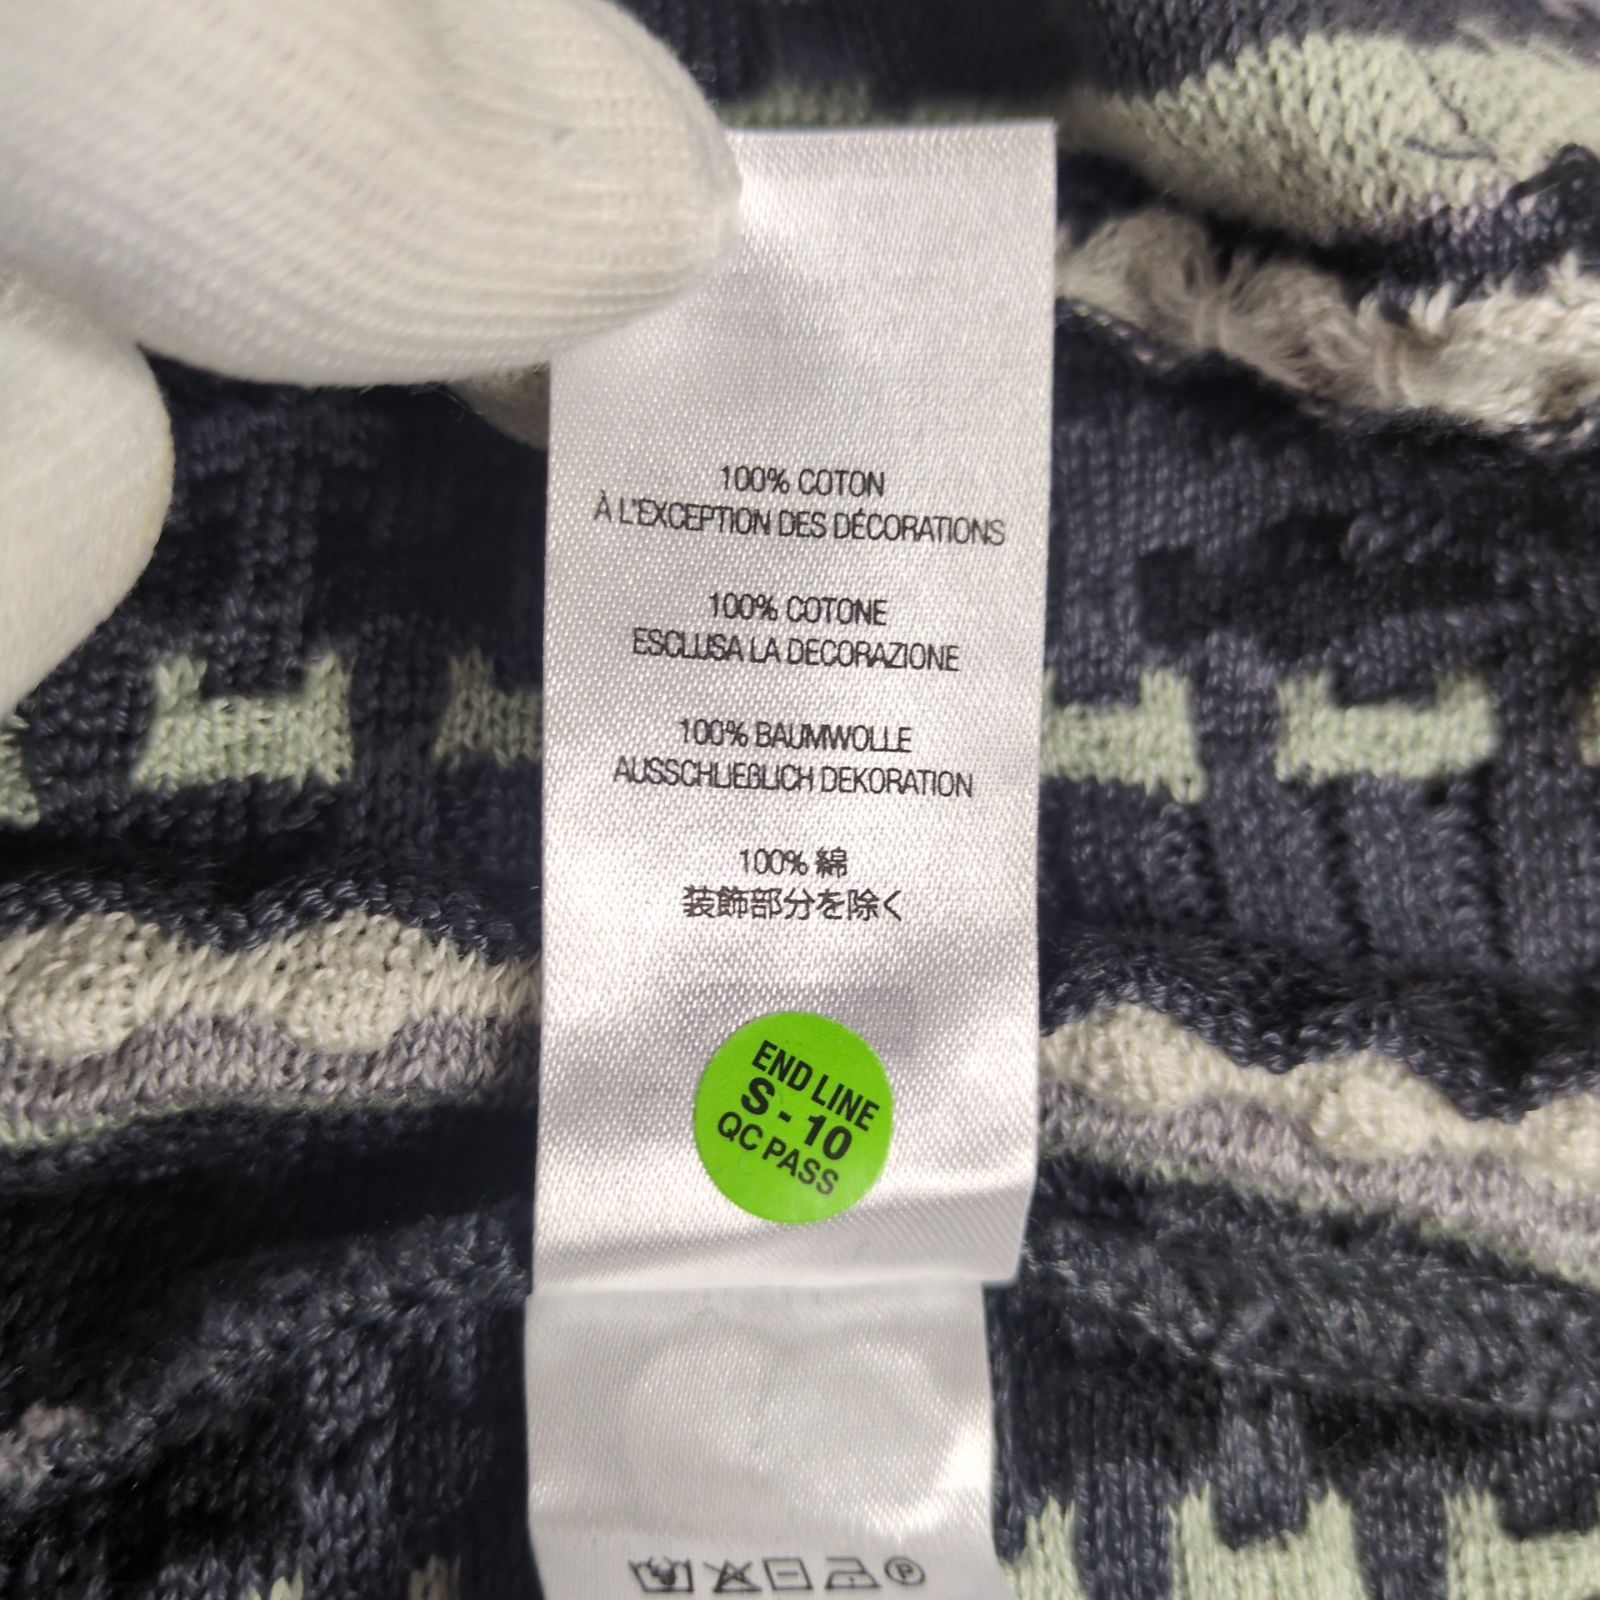 100% COTON
À L'EXCEPTION DES DÉCORATIONS
100% COTONE
ESCLUSA LA DECORAZIONE
100% BAUMWOLLE
AUSSCHLIEßLICH DEKORATION
100% 綿
装飾部分を除く
END LINE
S - 10
QC PASS
P